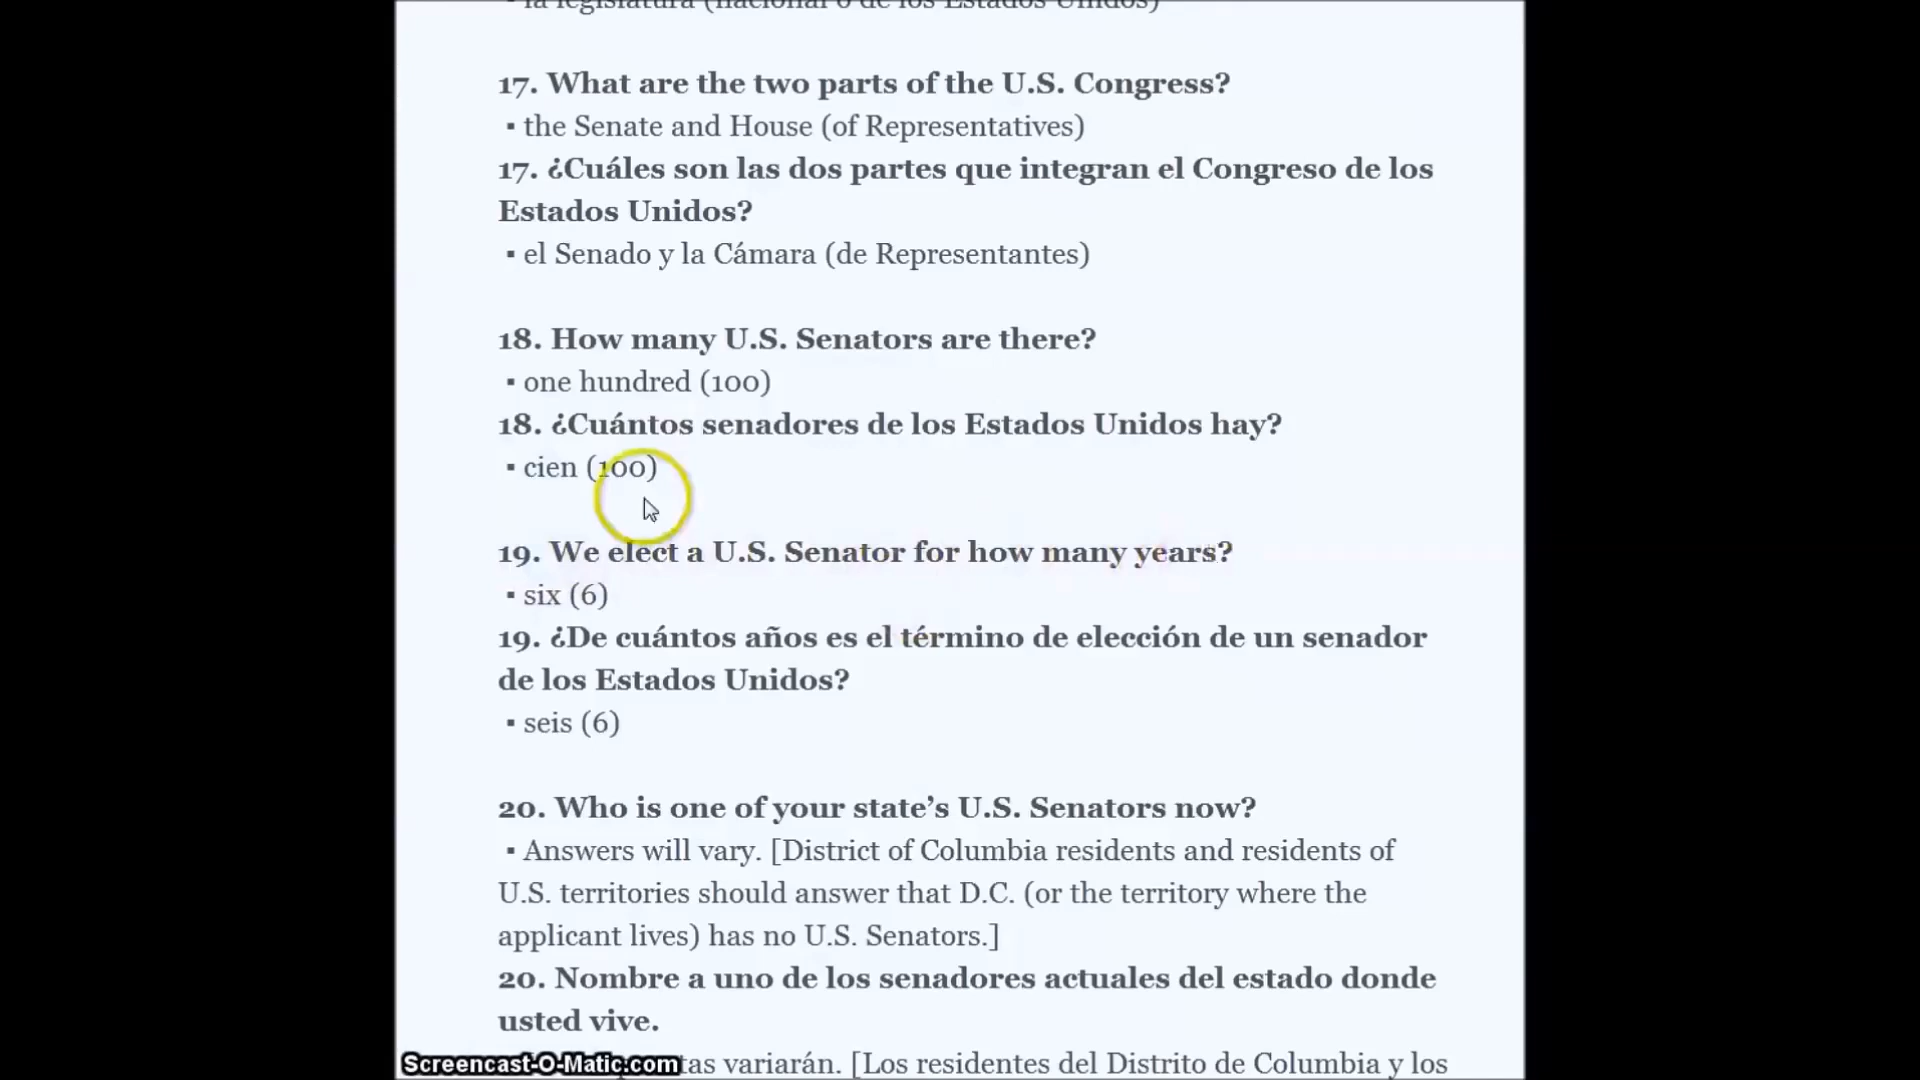 ▪ la legislatura (nacional o de los Estados Unidos)
17. What are the two parts of the U.S. Congress?
▪ the Senate and House (of Representatives)
17. ¿Cuáles son las dos partes que integran el Congreso de los
Estados Unidos?
▪ el Senado y la Cámara (de Representantes)
18. How many U.S. Senators are there?
▪ one hundred (100)
18. ¿Cuántos senadores de los Estados Unidos hay?
▪ cien (100)
19. We elect a U.S. Senator for how many years?
▪ six (6)
19. ¿De cuántos años es el término de elección de un senador
de los Estados Unidos?
▪ seis (6)
20. Who is one of your state’s U.S. Senators now?
▪ Answers will vary. [District of Columbia residents and residents of
U.S. territories should answer that D.C. (or the territory where the
applicant lives) has no U.S. Senators.]
20. Nombre a uno de los senadores actuales del estado donde
usted vive.
variarán. [Los residentes del Distrito de Columbia y los
Screencast-O-Matic.com